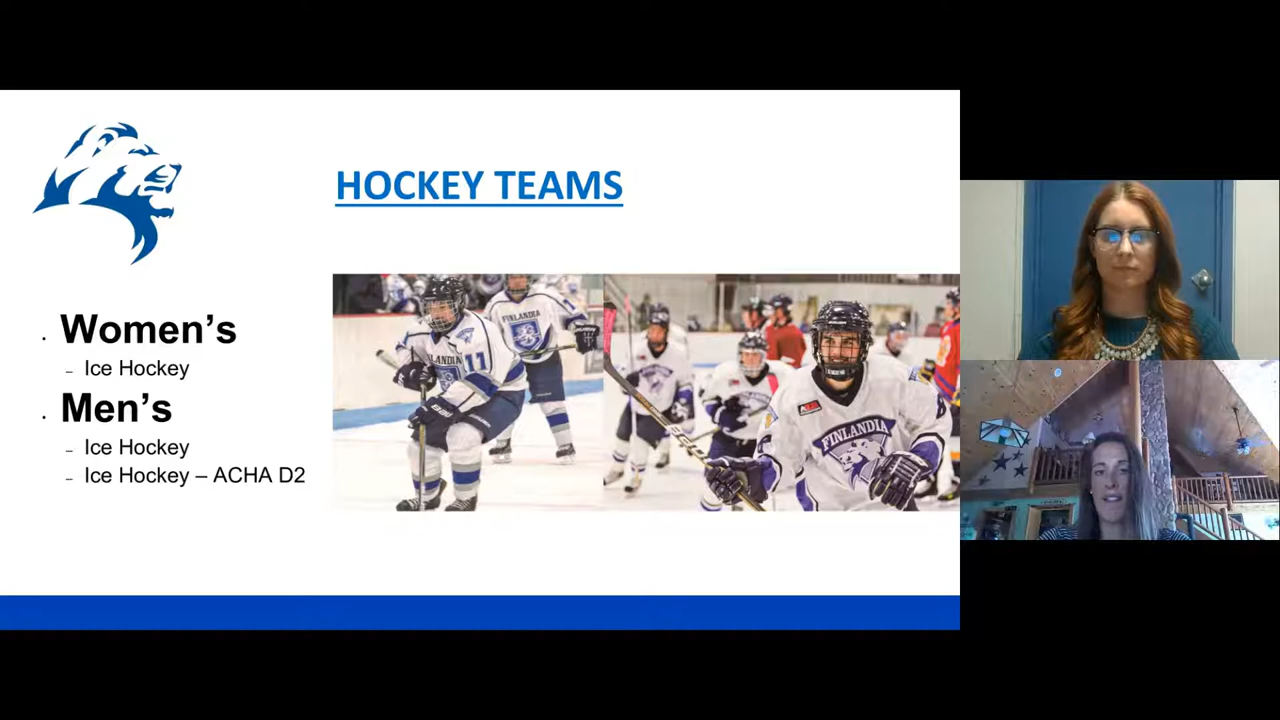 HOCKEY TEAMS
Women's
Ice Hockey
Men's
Ice Hockey
Ice Hockey – ACHA D2
FINLANDIA
11
FINLANDIA